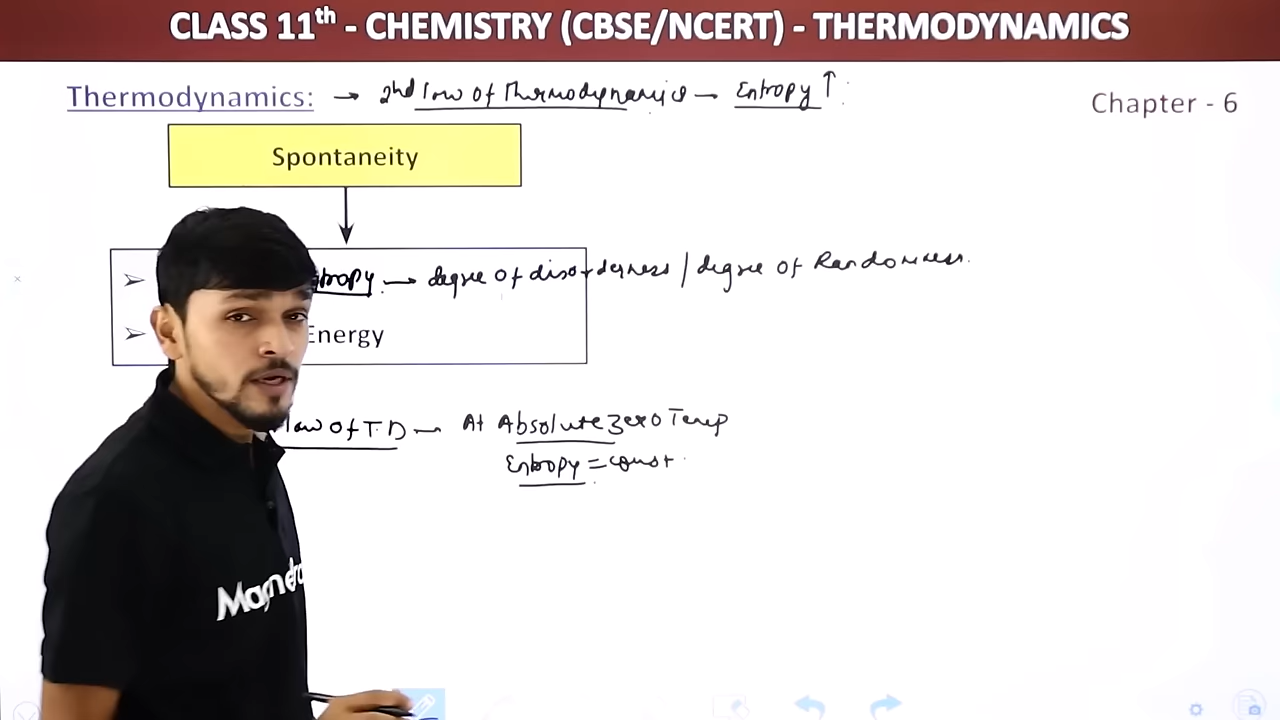 CLASS 11th - CHEMISTRY (CBSE/NCERT) - THERMODYNAMICS
Thermodynamics: → 2nd law of Thermodynamics – Entropy ↑
Chapter - 6
Spontaneity
➢ tropy → degree of disorderness / degree of Randomness.
➢ Energy
law of T.D – At Absolute Zero Temp
Entropy = const
Magnet